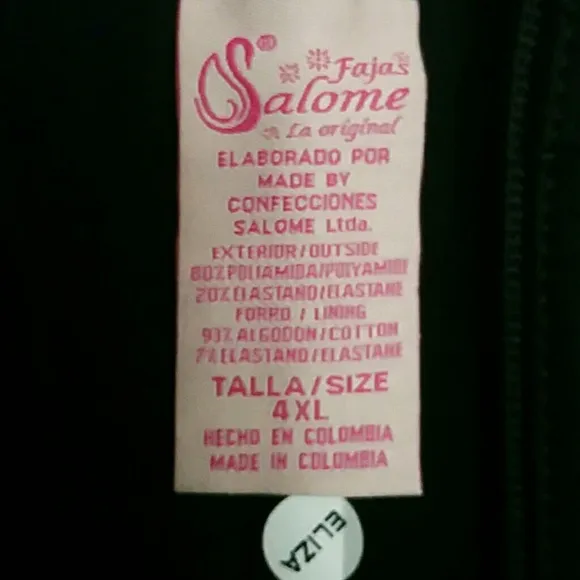 Fajas
Salome
®
La original
ELABORADO POR
MADE BY
CONFECCIONES
SALOME Ltda.
EXTERIOR/OUTSIDE
80% POLIAMIDA/POLYAMIDE
20% ELASTANO/ELASTANE
FORRO / LINING
93% ALGODON/COTTON
7% ELASTANO/ELASTANE
TALLA/SIZE
4XL
HECHO EN COLOMBIA
MADE IN COLOMBIA
ELIZA